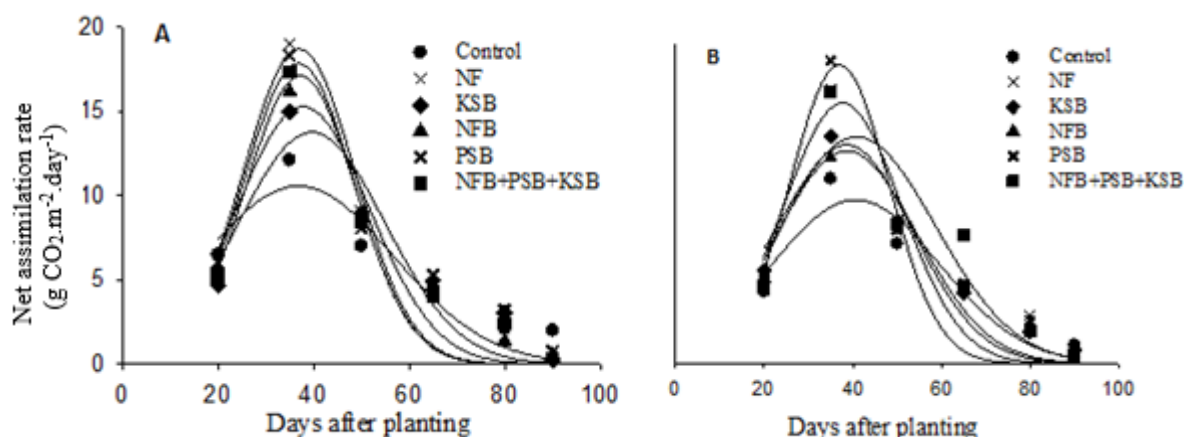 A
20
15
10
5
0
Net assimilation rate
(g CO₂.m⁻².day⁻¹)
Control
NF
KSB
NFB
PSB
NFB+PSB+KSB
0 20 40 60 80 100
Days after planting
B
Control
NF
KSB
NFB
PSB
NFB+PSB+KSB
0 20 40 60 80 100
Days after planting